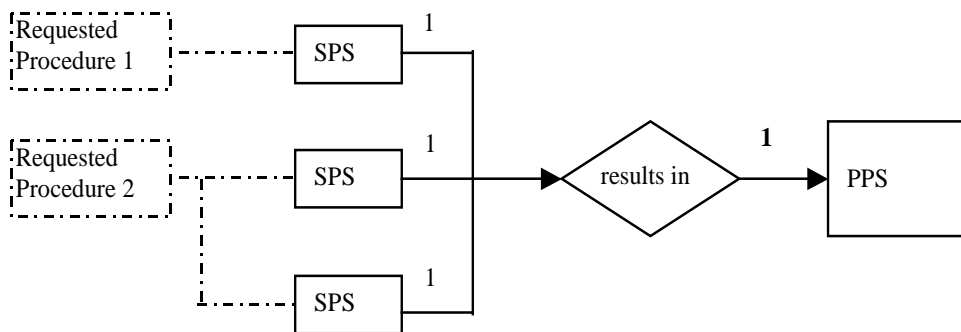 Requested
Procedure 1
SPS
1
Requested
Procedure 2
SPS
1
results in
1
PPS
SPS
1